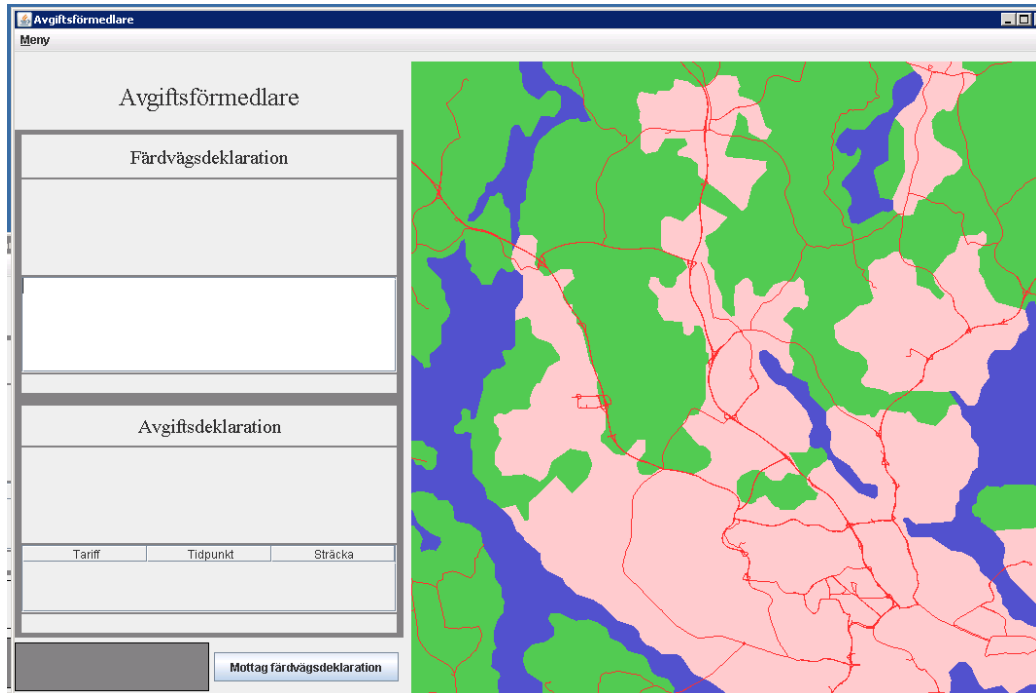 Avgiftsförmedlare
Meny
Avgiftsförmedlare
Färdvägsdeklaration
Avgiftsdeklaration
Tariff Tidpunkt Sträcka
Mottag färdvägsdeklaration